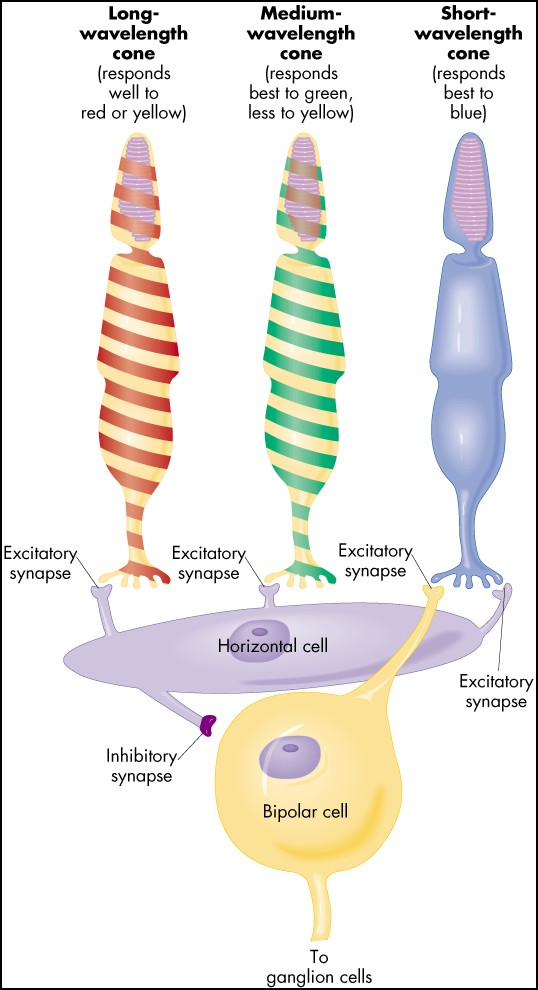 Long-
wavelength
cone
(responds
well to
red or yellow)
Medium-
wavelength
cone
(responds
best to green,
less to yellow)
Short-
wavelength
cone
(responds
best to
blue)
Excitatory
synapse
Excitatory
synapse
Excitatory
synapse
Horizontal cell
Excitatory
synapse
Inhibitory
synapse
Bipolar cell
To
ganglion cells